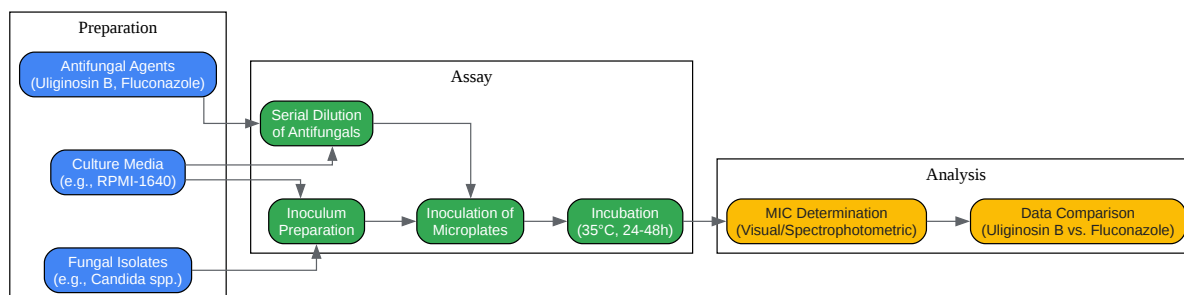 Preparation
Antifungal Agents
(Uliginosin B, Fluconazole)
Culture Media
(e.g., RPMI-1640)
Fungal Isolates
(e.g., Candida spp.)
Assay
Serial Dilution
of Antifungals
Inoculum
Preparation
Inoculation of
Microplates
Incubation
(35°C, 24-48h)
Analysis
MIC Determination
(Visual/Spectrophotometric)
Data Comparison
(Uliginosin B vs. Fluconazole)